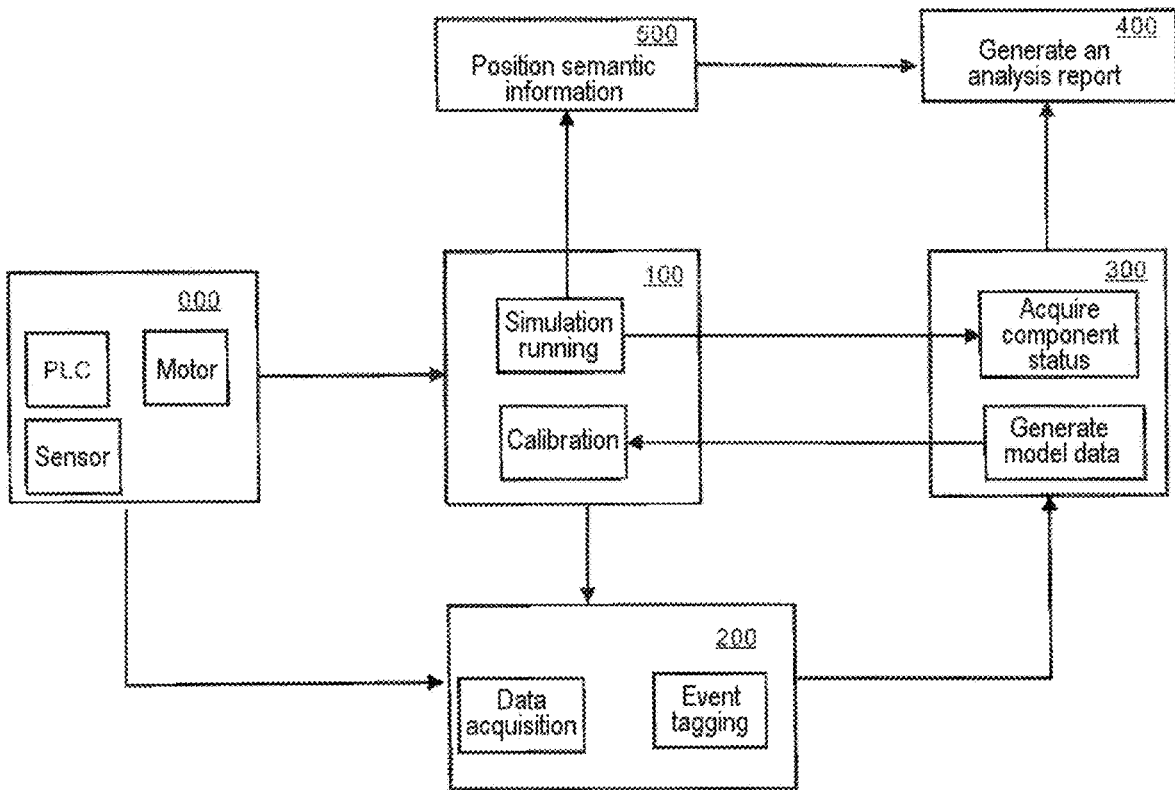 500
Position semantic
information
400
Generate an
analysis report
000
PLC
Motor
Sensor
100
Simulation
running
Calibration
300
Acquire
component
status
Generate
model data
200
Data
acquisition
Event
tagging